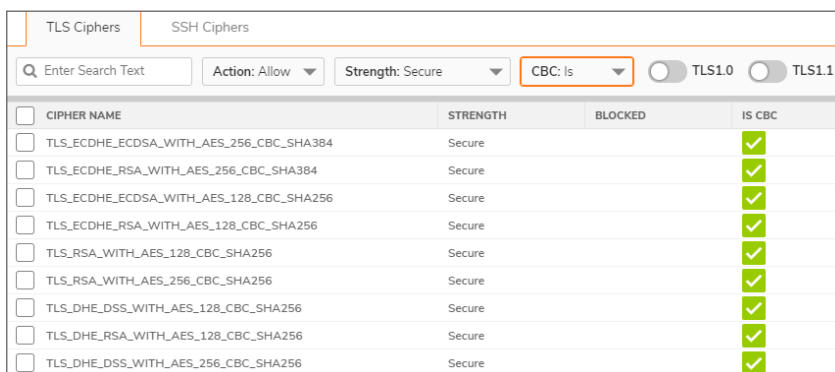 TLS Ciphers SSH Ciphers
Enter Search Text Action: Allow Strength: Secure CBC: Is TLS1.0 TLS1.1
CIPHER NAME STRENGTH BLOCKED IS CBC
TLS_ECDHE_ECDSA_WITH_AES_256_CBC_SHA384 Secure
TLS_ECDHE_RSA_WITH_AES_256_CBC_SHA384 Secure
TLS_ECDHE_ECDSA_WITH_AES_128_CBC_SHA256 Secure
TLS_ECDHE_RSA_WITH_AES_128_CBC_SHA256 Secure
TLS_RSA_WITH_AES_128_CBC_SHA256 Secure
TLS_RSA_WITH_AES_256_CBC_SHA256 Secure
TLS_DHE_DSS_WITH_AES_128_CBC_SHA256 Secure
TLS_DHE_RSA_WITH_AES_128_CBC_SHA256 Secure
TLS_DHE_DSS_WITH_AES_256_CBC_SHA256 Secure